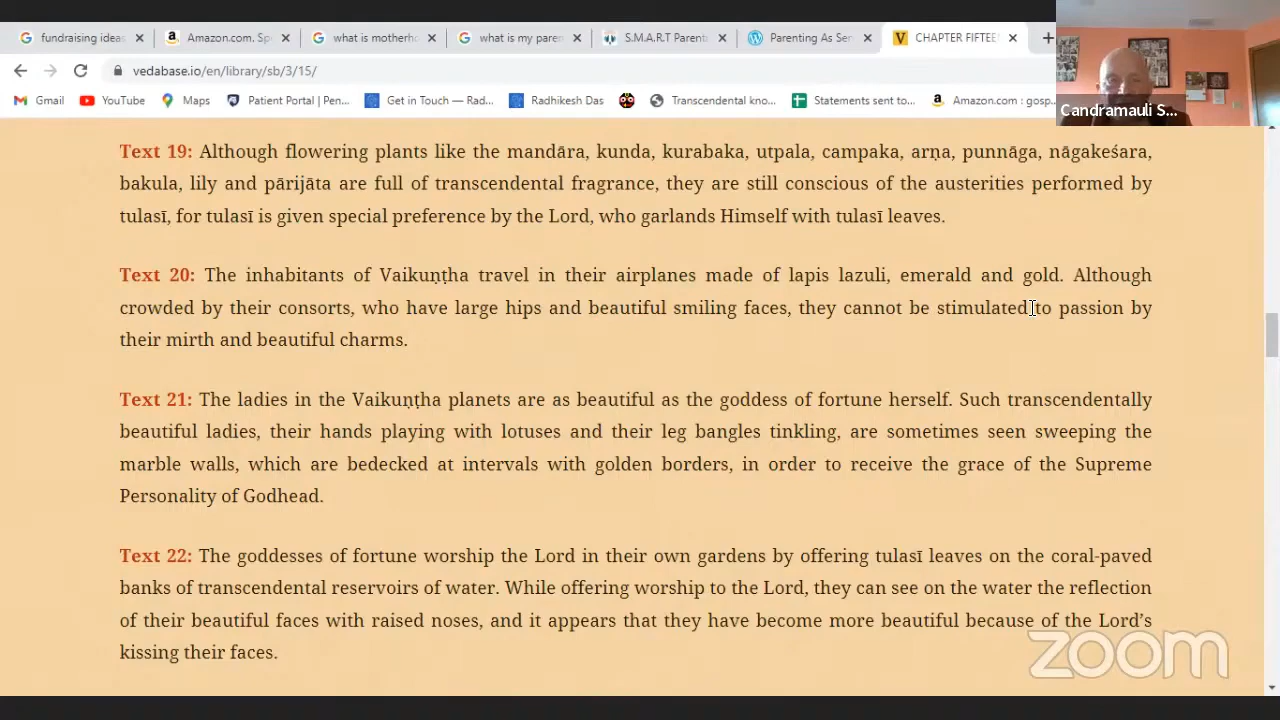 fundraising ideas
Amazon.com. Sp
what is motherh
what is my paren
S.M.A.R.T Parent
Parenting As Ser
CHAPTER FIFTEE
vedabase.io/en/library/sb/3/15/
Gmail YouTube Maps Patient Portal | Pen... Get in Touch — Rad... Radhikesh Das Transcendental kno... Statements sent to... Amazon.com : gosp...
Candramauli S...
Text 19: Although flowering plants like the mandāra, kunda, kurabaka, utpala, campaka, arṇa, punnāga, nāgakeśara,
bakula, lily and pārijāta are full of transcendental fragrance, they are still conscious of the austerities performed by
tulasī, for tulasī is given special preference by the Lord, who garlands Himself with tulasī leaves.
Text 20: The inhabitants of Vaikuṇṭha travel in their airplanes made of lapis lazuli, emerald and gold. Although
crowded by their consorts, who have large hips and beautiful smiling faces, they cannot be stimulated to passion by
their mirth and beautiful charms.
Text 21: The ladies in the Vaikuṇṭha planets are as beautiful as the goddess of fortune herself. Such transcendentally
beautiful ladies, their hands playing with lotuses and their leg bangles tinkling, are sometimes seen sweeping the
marble walls, which are bedecked at intervals with golden borders, in order to receive the grace of the Supreme
Personality of Godhead.
Text 22: The goddesses of fortune worship the Lord in their own gardens by offering tulasī leaves on the coral-paved
banks of transcendental reservoirs of water. While offering worship to the Lord, they can see on the water the reflection
of their beautiful faces with raised noses, and it appears that they have become more beautiful because of the Lord’s
kissing their faces.
zoom